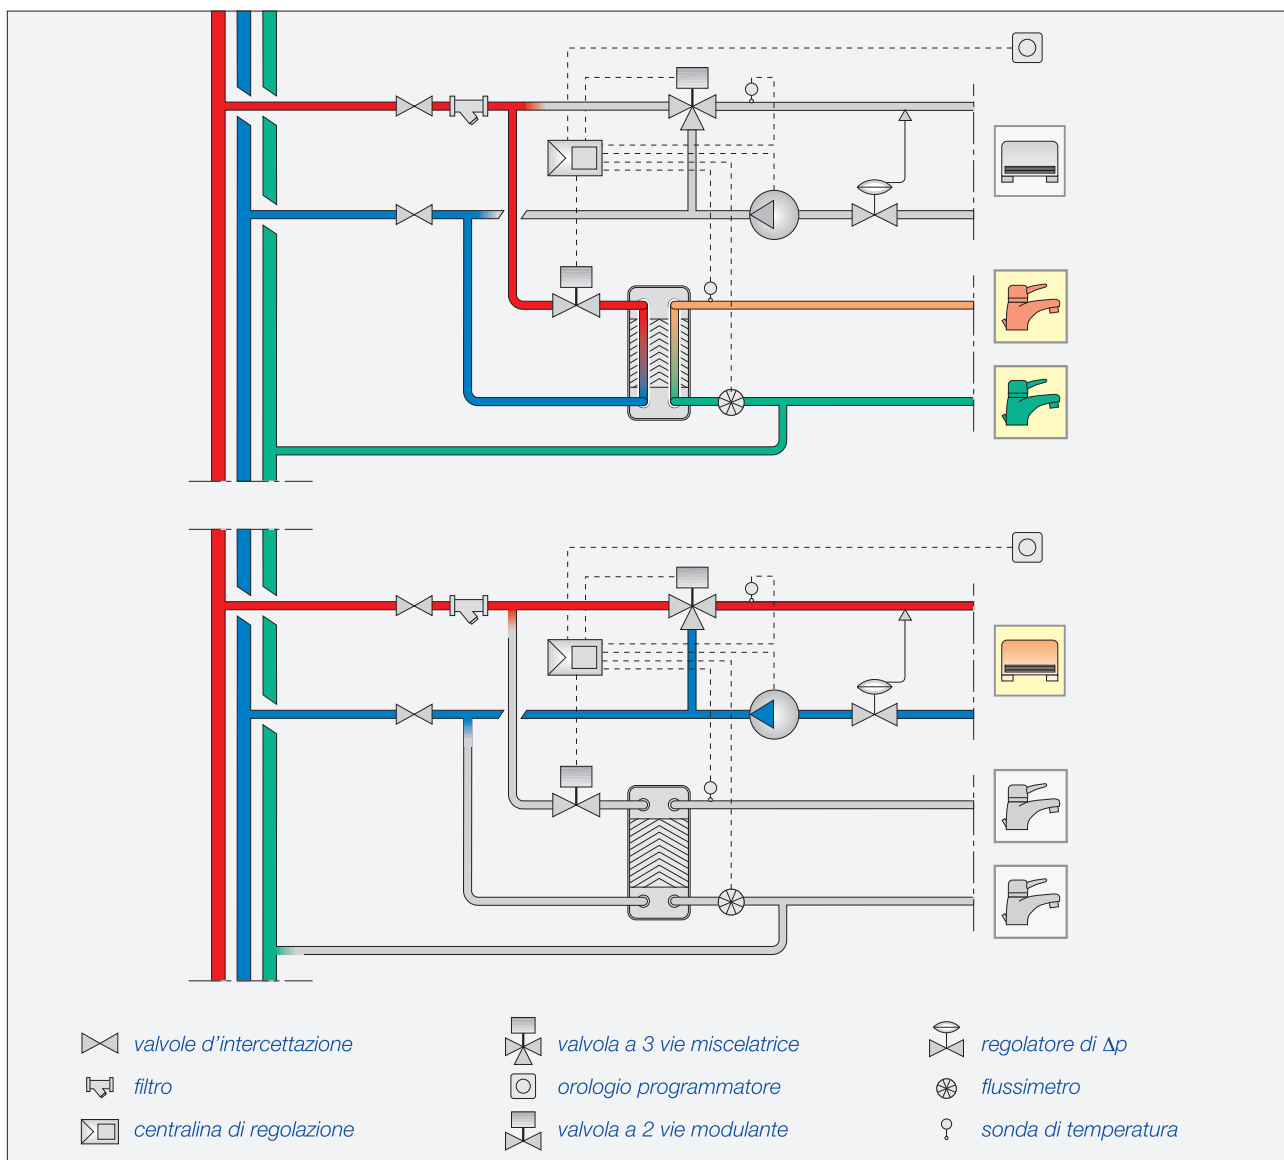 valvole d'intercettazione
valvola a 3 vie miscelatrice
regolatore di Δp
filtro
orologio programmatore
flussimetro
centralina di regolazione
valvola a 2 vie modulante
sonda di temperatura